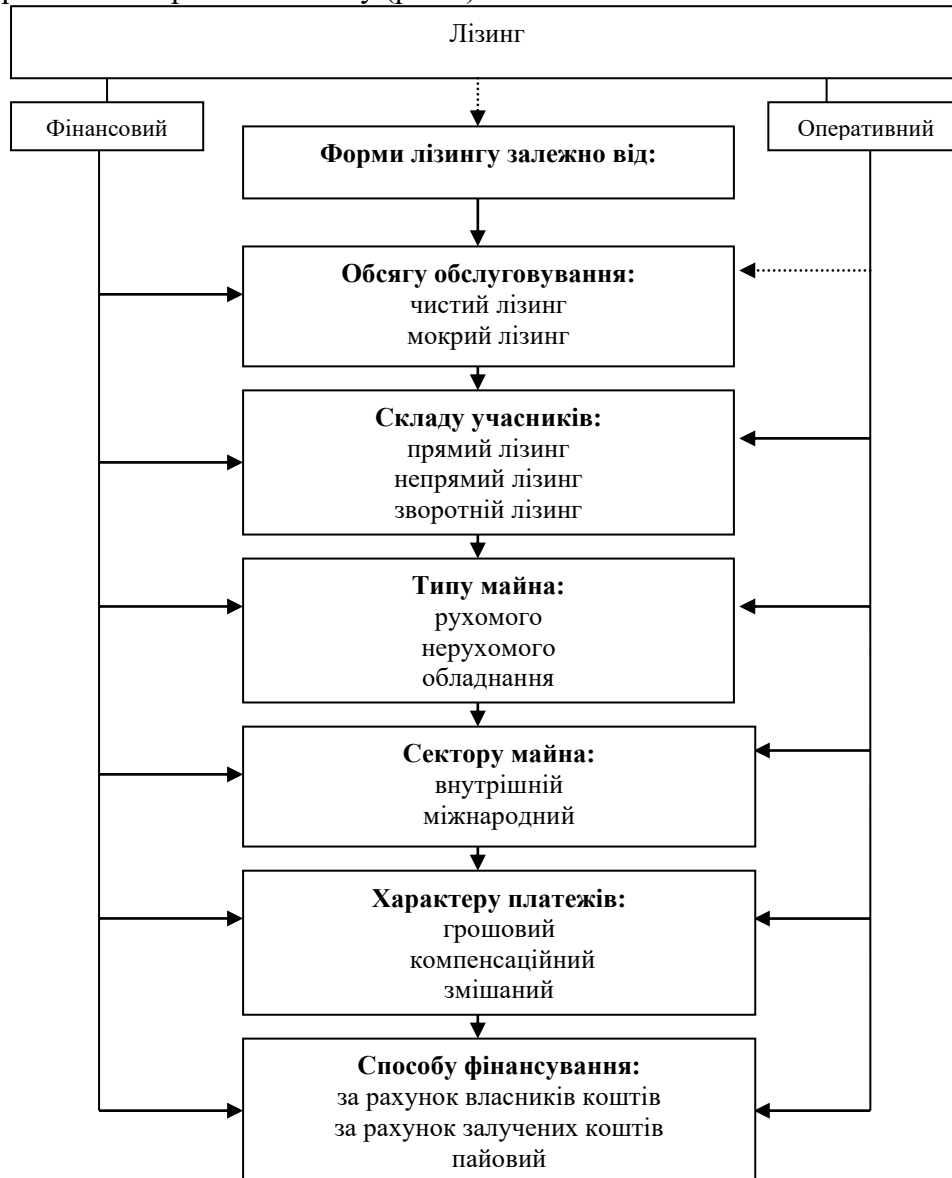 Лізинг
Фінансовий
Оперативний
Форми лізингу залежно від:
Обсягу обслуговування:
чистий лізинг
мокрий лізинг
Складу учасників:
прямий лізинг
непрямий лізинг
зворотній лізинг
Типу майна:
рухомого
нерухомого
обладнання
Сектору майна:
внутрішній
міжнародний
Характеру платежів:
грошовий
компенсаційний
змішаний
Способу фінансування:
за рахунок власників коштів
за рахунок залучених коштів
пайовий